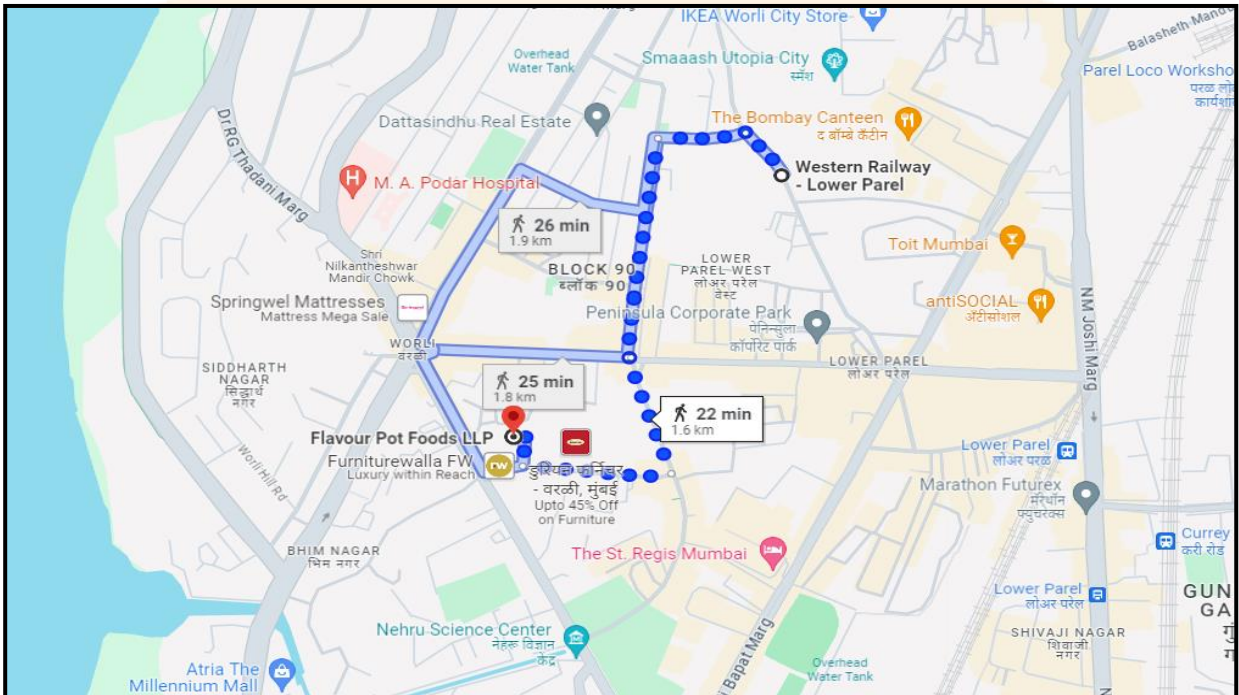 IKEA Worli City Store
Overhead
Water Tank
Smaaash Utopia City
स्मॅश
Balasheth Mandu
Parel Loco Worksho
परळ लो
कार्यशा
Dattasindhu Real Estate
The Bombay Canteen
द बॉम्बे कॅंटीन
Western Railway
- Lower Parel
Dr RG Thadani Marg
M. A. Podar Hospital
26 min
1.9 km
Toit Mumbai
Shri
Nilkantheshwar
Mandir Chowk
BLOCK 90
ब्लॉक 90
LOWER
PAREL WEST
लोअर परेल
वेस्ट
antiSOCIAL
अँटीसोशल
NM Joshi Marg
Springwel Mattresses
Mattress Mega Sale
Peninsula Corporate Park
पेनिन्सुला
कॉर्पोरेट पार्क
WORLI
वरळी
LOWER PAREL
लोअर परेल
SIDDHARTH
NAGAR
सिद्धार्थ
नगर
25 min
1.8 km
22 min
1.6 km
Flavour Pot Foods LLP
Furniturewalla FW
Luxury within Reach
FW
- वरळी, मुंबई
Upto 45% Off
on Furniture
Worli Hill Rd
Lower Parel
लोअर परळ
Marathon Futurex
मॅरेथॉन
फ्युचरेक्स
Currey
करी रोड
BHIM NAGAR
भिम नगर
The St. Regis Mumbai
Lower Parel
लोअर परेल
GUN
GA
Nehru Science Center
नेहरू विज्ञान
केंद्र
SHIVAJI NAGAR
शिवाजी
नगर
Bapat Marg
Overhead
Water Tank
Atria The
Millennium Mall